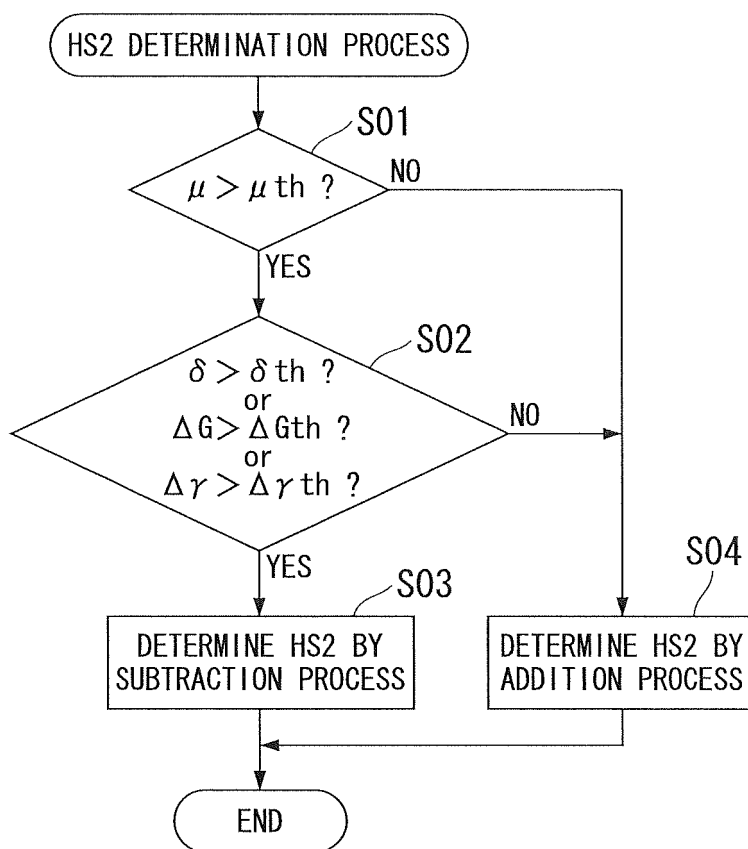 HS2 DETERMINATION PROCESS
S01
μ > μ th ?
NO
YES
S02
δ > δ th ?
or
ΔG > ΔGth ?
or
Δγ > Δγ th ?
NO
YES
S03
DETERMINE HS2 BY
SUBTRACTION PROCESS
S04
DETERMINE HS2 BY
ADDITION PROCESS
END